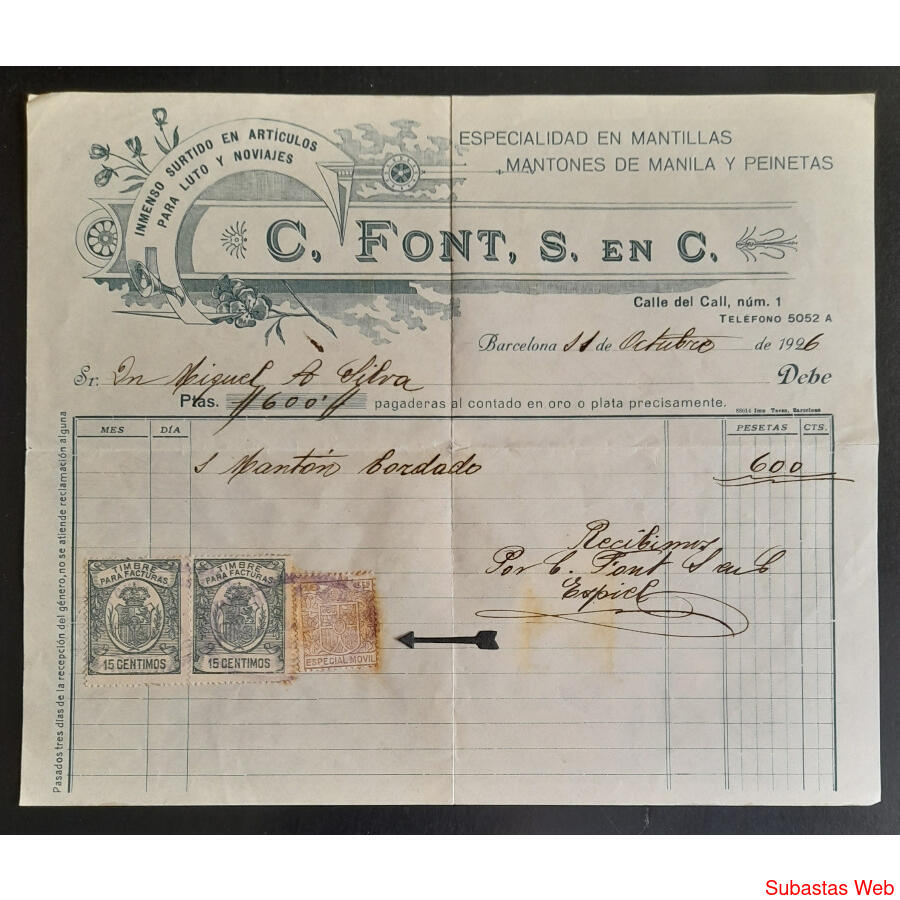 INMENSO SURTIDO EN ARTÍCULOS
PARA LUTO Y NOVIAJES
ESPECIALIDAD EN MANTILLAS
MANTONES DE MANILA Y PEINETAS
C. FONT, S. EN C.
Calle del Call, núm. 1
TELÉFONO 5052 A
Barcelona 11 de Octubre de 1926
Sr. Dn Miguel A Silva Debe
Ptas. 600 pagaderas al contado en oro o plata precisamente.
Barcelona
MES DÍA PESETAS CTS.
1 Mantón Bordado 600
Recibimos
Por C. Font S en C
Espiel
TIMBRE
PARA FACTURAS
15 CENTIMOS
TIMBRE
PARA FACTURAS
15 CENTIMOS
ESPECIAL MOVIL
Pasados tres días de la recepción del género, no se atiende reclamación alguna
Subastas Web